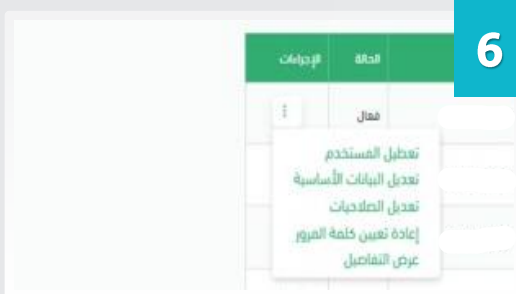 6
الحالة الإجراءات
فعال
تعطيل المستخدم
تعديل البيانات الأساسية
تعديل الصلاحيات
إعادة تعيين كلمة المرور
عرض التفاصيل